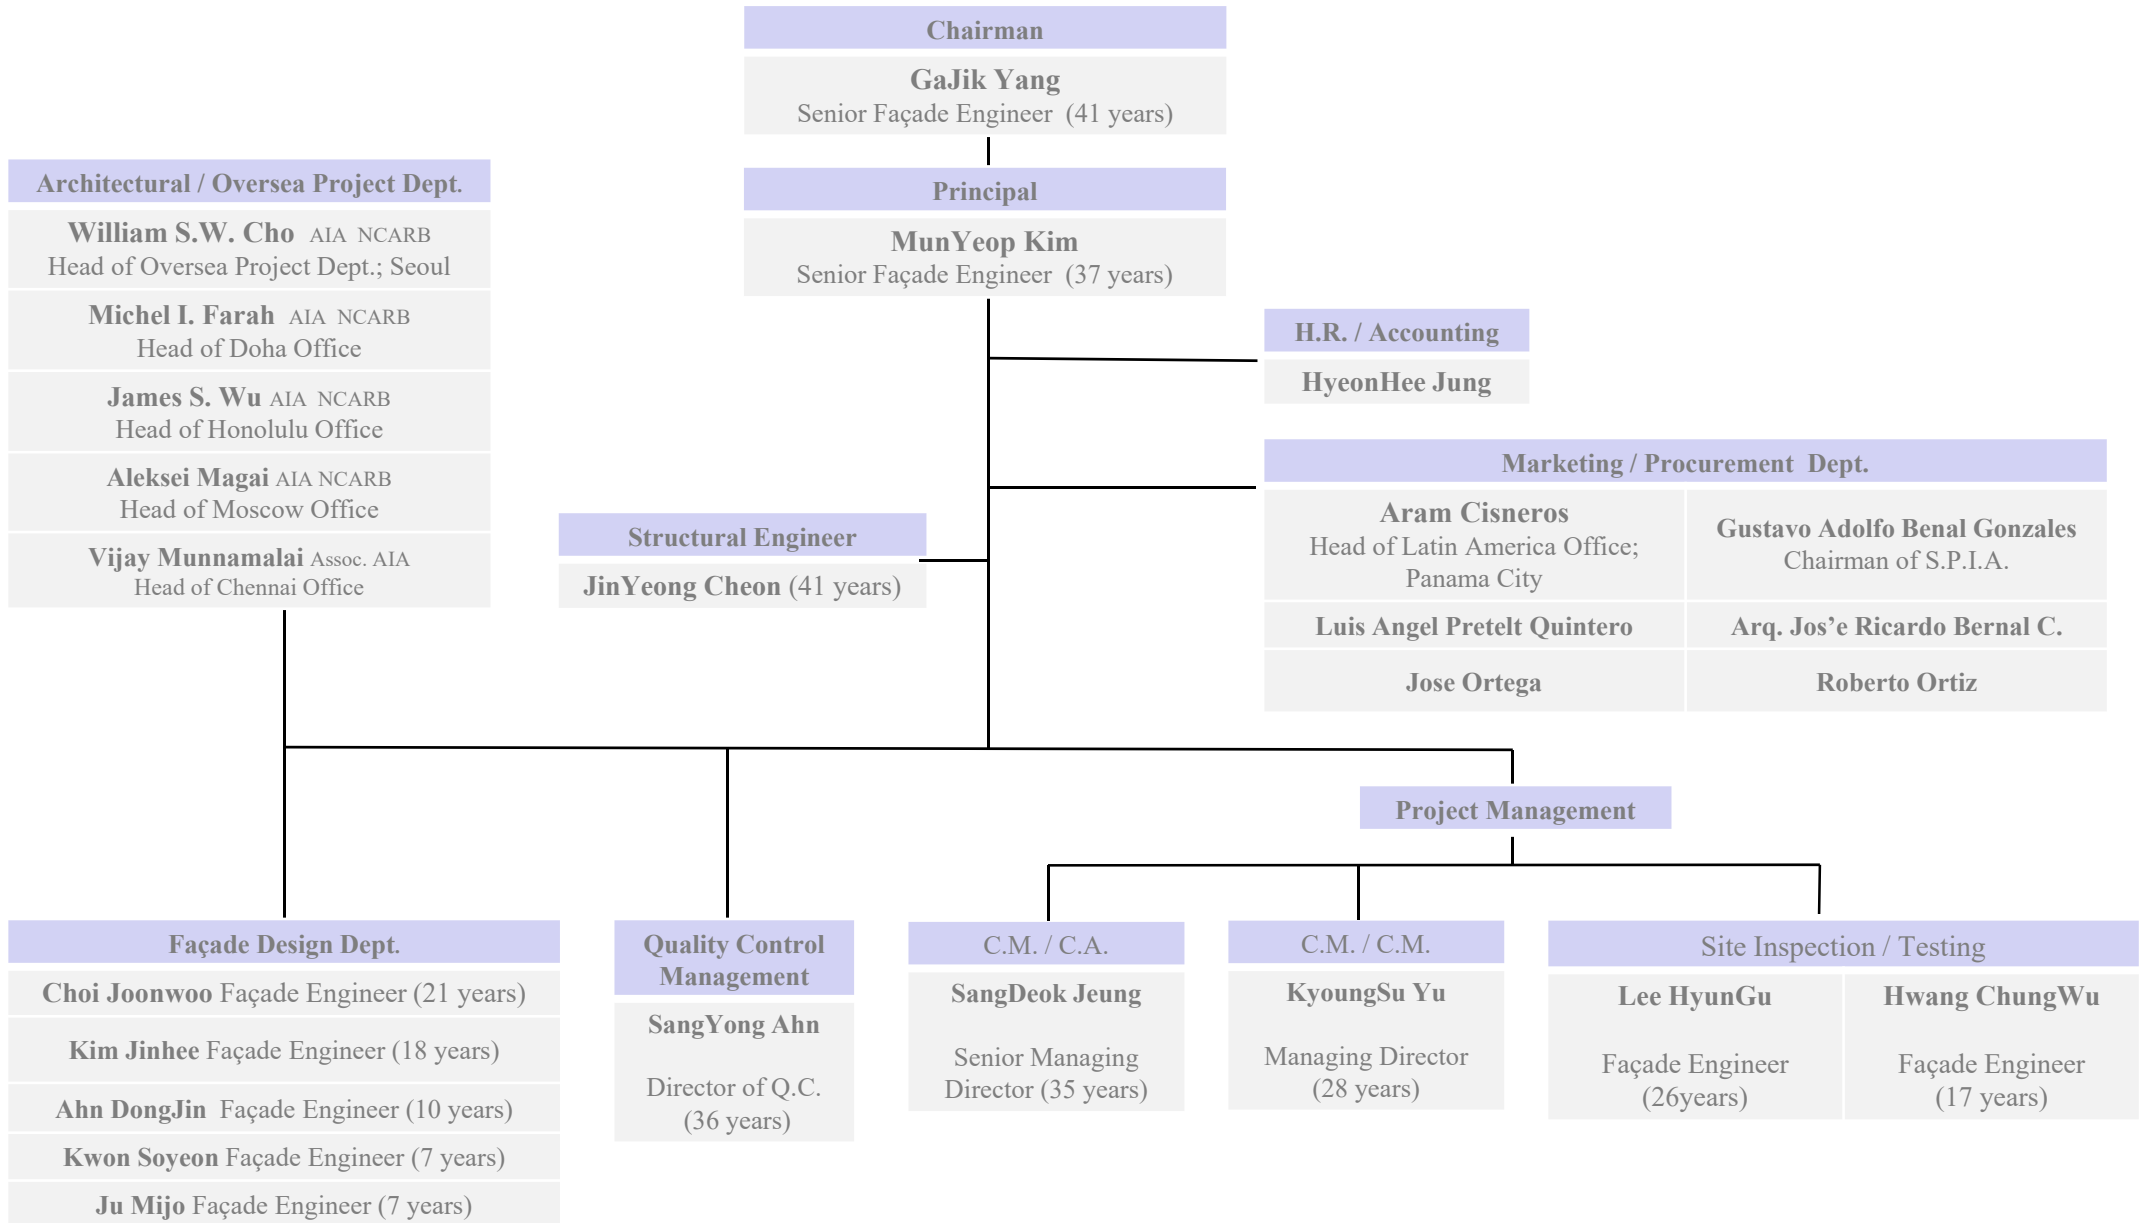 Chairman
GaJik Yang
Senior Façade Engineer (41 years)
Principal
MunYeop Kim
Senior Façade Engineer (37 years)
Architectural / Oversea Project Dept.
William S.W. Cho AIA NCARB
Head of Oversea Project Dept.; Seoul
Michel I. Farah AIA NCARB
Head of Doha Office
James S. Wu AIA NCARB
Head of Honolulu Office
Aleksei Magai AIA NCARB
Head of Moscow Office
Vijay Munnamalai Assoc. AIA
Head of Chennai Office
H.R. / Accounting
HyeonHee Jung
Marketing / Procurement Dept.
Aram Cisneros
Head of Latin America Office;
Panama City
Gustavo Adolfo Benal Gonzales
Chairman of S.P.I.A.
Luis Angel Pretelt Quintero
Arq. Jos’e Ricardo Bernal C.
Jose Ortega
Roberto Ortiz
Structural Engineer
JinYeong Cheon (41 years)
Project Management
Façade Design Dept.
Choi Joonwoo Façade Engineer (21 years)
Kim Jinhee Façade Engineer (18 years)
Ahn DongJin Façade Engineer (10 years)
Kwon Soyeon Façade Engineer (7 years)
Ju Mijo Façade Engineer (7 years)
Quality Control
Management
SangYong Ahn
Director of Q.C.
(36 years)
C.M. / C.A.
SangDeok Jeung
Senior Managing
Director (35 years)
C.M. / C.M.
KyoungSu Yu
Managing Director
(28 years)
Site Inspection / Testing
Lee HyunGu
Façade Engineer
(26years)
Hwang ChungWu
Façade Engineer
(17 years)